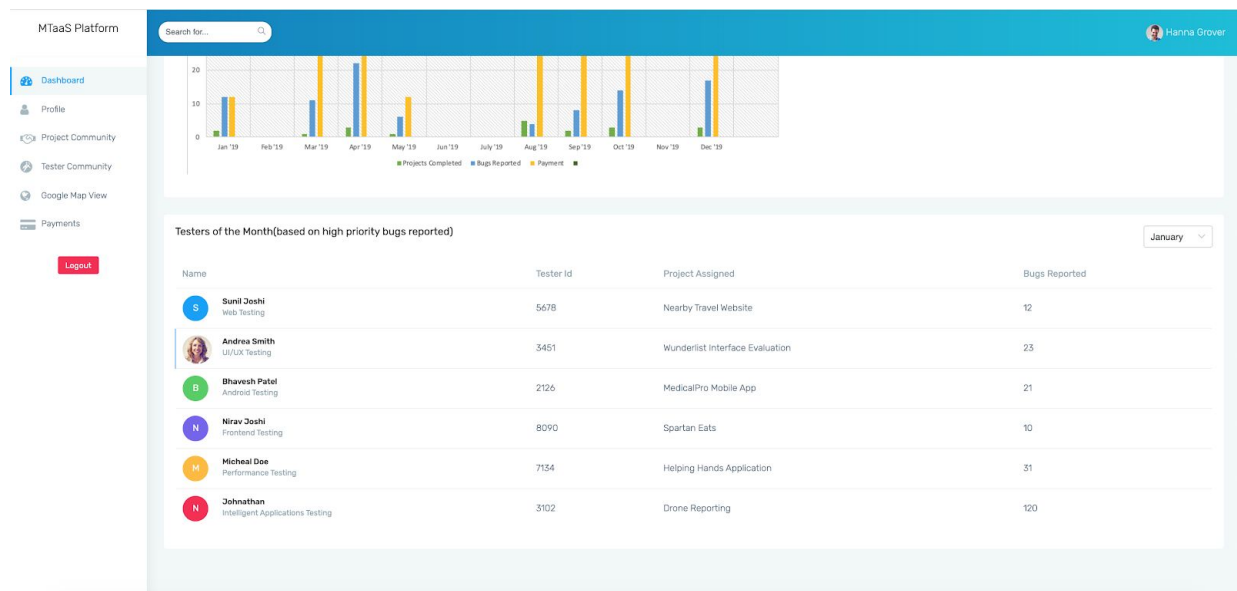 MTaaS Platform
Search for...
Hanna Grover
Dashboard
Profile
Project Community
Tester Community
Google Map View
Payments
Logout
20
10
0
Jan '19 Feb '19 Mar '19 Apr '19 May '19 Jun '19 July '19 Aug '19 Sep '19 Oct '19 Nov '19 Dec '19
Projects Completed Bugs Reported Payment
Testers of the Month(based on high priority bugs reported)
January
Name Tester Id Project Assigned Bugs Reported
S Sunil Joshi 5678 Nearby Travel Website 12
Web Testing
Andrea Smith 3451 Wunderlist Interface Evaluation 23
UI/UX Testing
B Bhavesh Patel 2126 MedicalPro Mobile App 21
Android Testing
N Nirav Joshi 8090 Spartan Eats 10
Frontend Testing
M Micheal Doe 7134 Helping Hands Application 31
Performance Testing
N Johnathan 3102 Drone Reporting 120
Intelligent Applications Testing